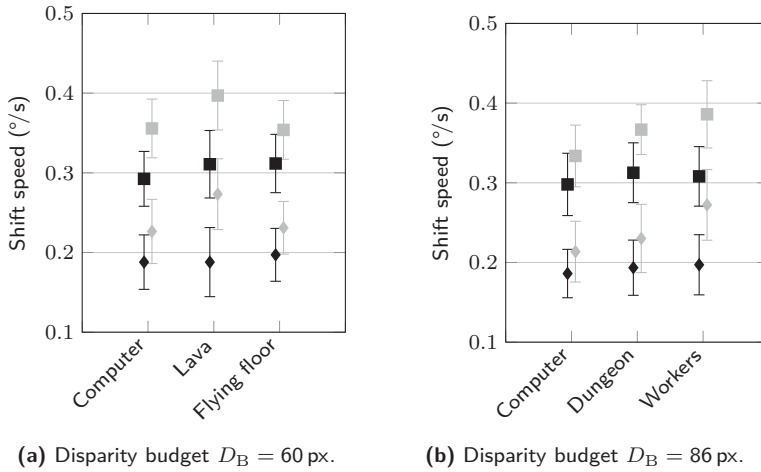 0.5
0.4
0.3
0.2
0.1
Shift speed (°/s)
Computer
Lava
Flying floor
(a) Disparity budget D_B = 60 px.
0.5
0.4
0.3
0.2
0.1
Shift speed (°/s)
Computer
Dungeon
Workers
(b) Disparity budget D_B = 86 px.